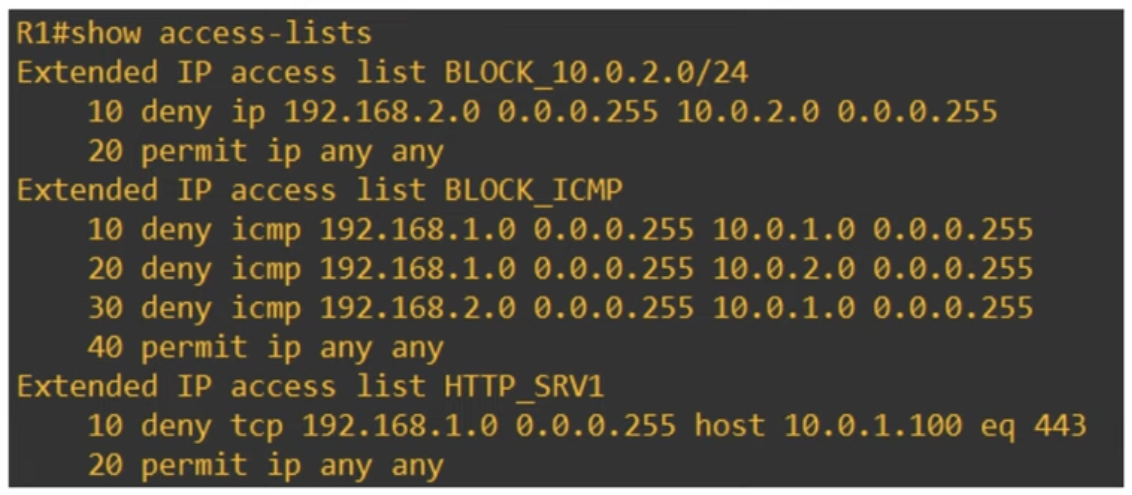 R1#show access-lists
Extended IP access list BLOCK_10.0.2.0/24
10 deny ip 192.168.2.0 0.0.0.255 10.0.2.0 0.0.0.255
20 permit ip any any
Extended IP access list BLOCK_ICMP
10 deny icmp 192.168.1.0 0.0.0.255 10.0.1.0 0.0.0.255
20 deny icmp 192.168.1.0 0.0.0.255 10.0.2.0 0.0.0.255
30 deny icmp 192.168.2.0 0.0.0.255 10.0.1.0 0.0.0.255
40 permit ip any any
Extended IP access list HTTP_SRV1
10 deny tcp 192.168.1.0 0.0.0.255 host 10.0.1.100 eq 443
20 permit ip any any